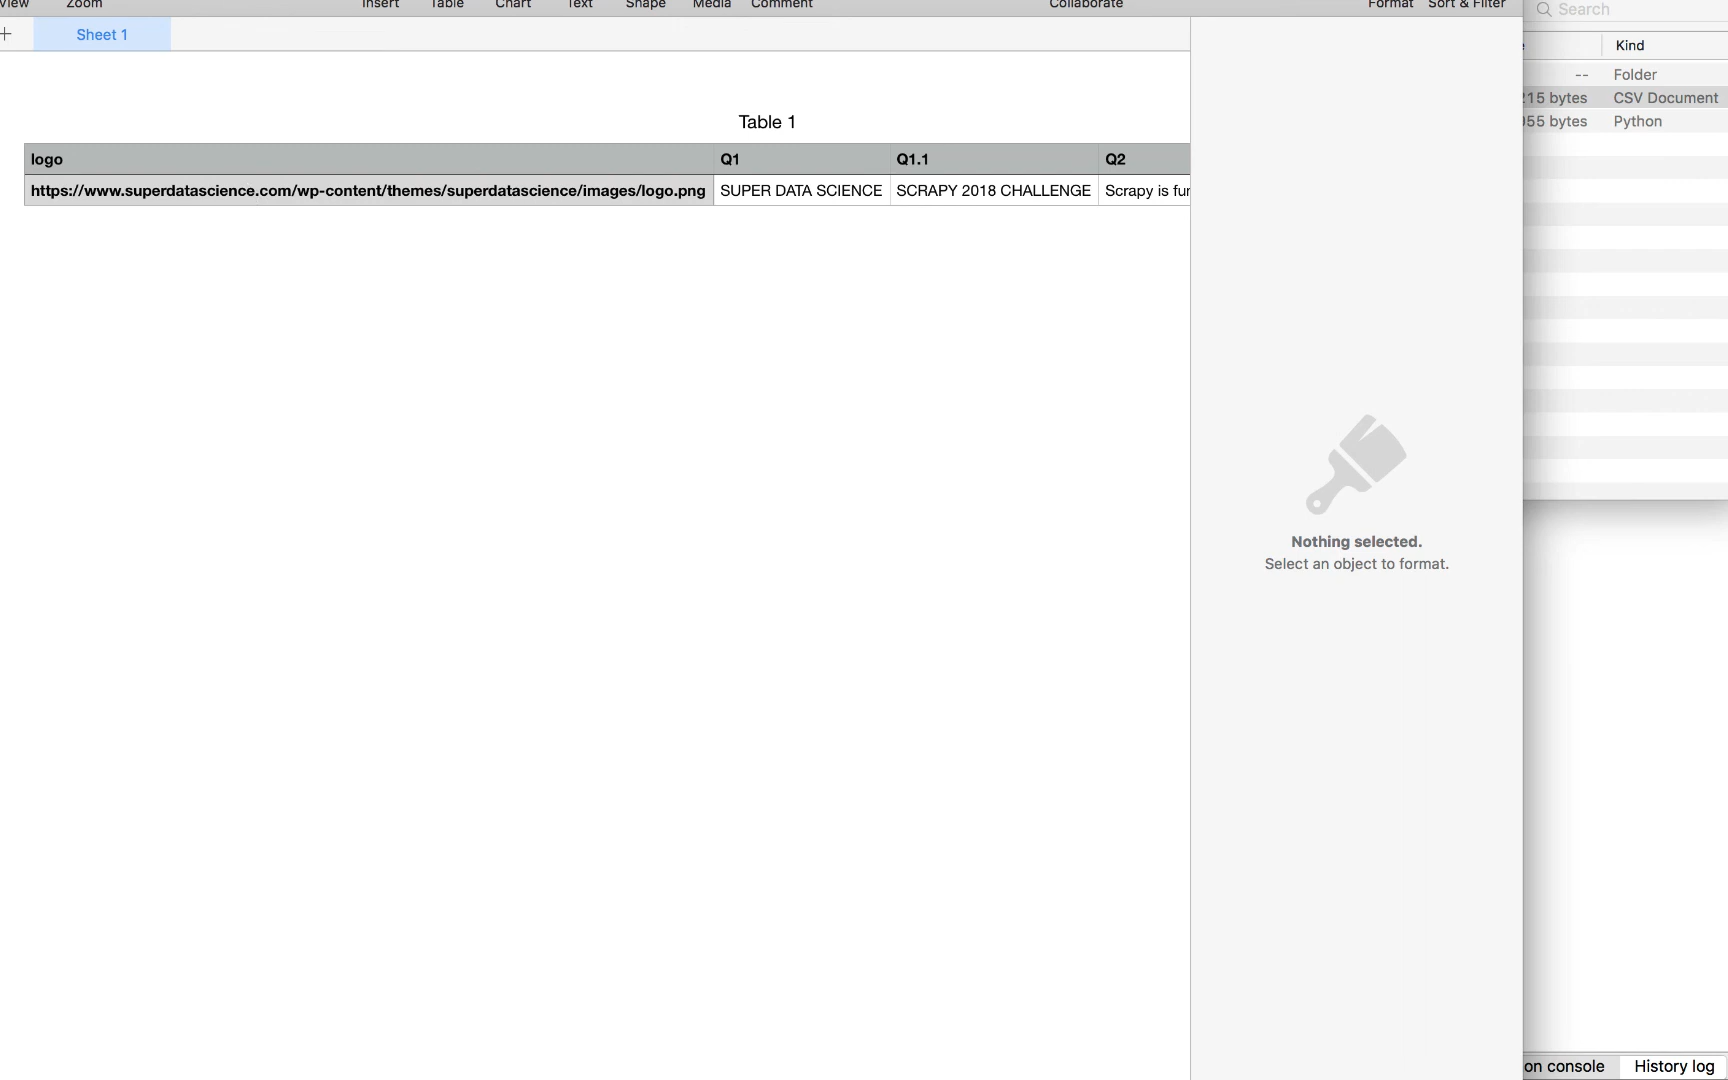 View Zoom Insert Table Chart Text Shape Media Comment Collaborate Format Sort & Filter
Search
+ Sheet 1
Kind
-- Folder
215 bytes CSV Document
955 bytes Python
Table 1
logo Q1 Q1.1 Q2
https://www.superdatascience.com/wp-content/themes/superdatascience/images/logo.png SUPER DATA SCIENCE SCRAPY 2018 CHALLENGE Scrapy is
Nothing selected.
Select an object to format.
console History log